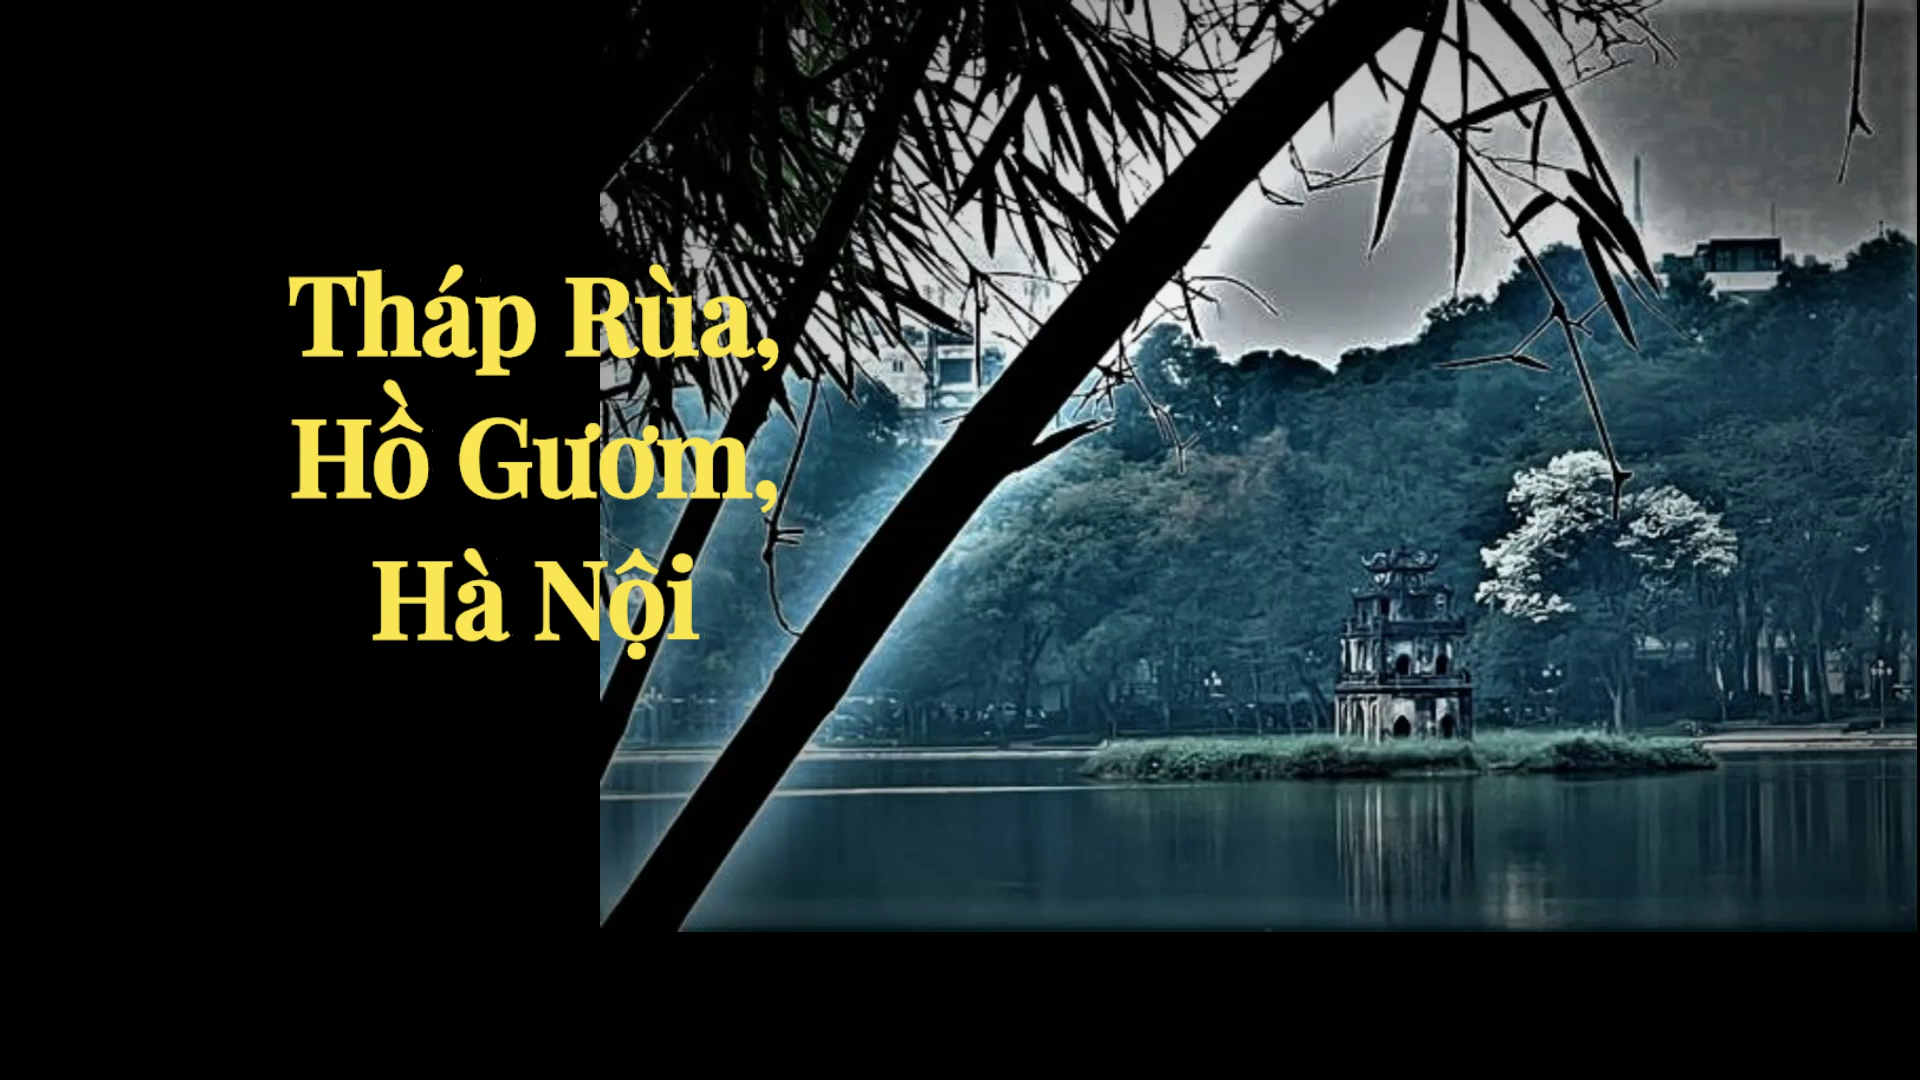 Tháp Rùa,
Hồ Gươm,
Hà Nội